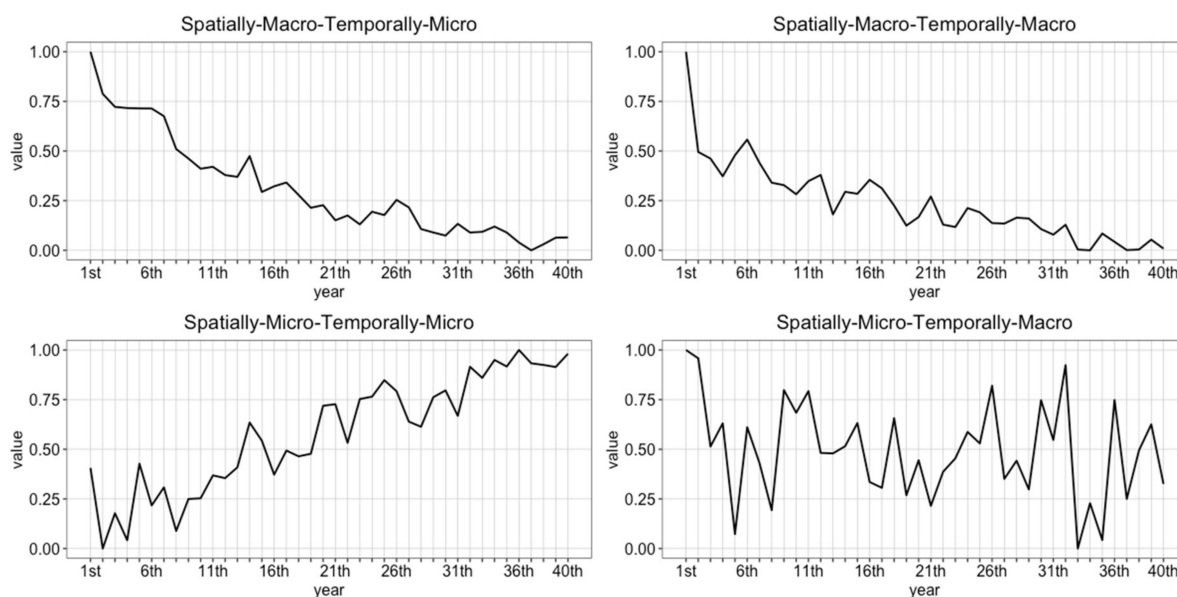 Spatially-Macro-Temporally-Micro
1.00
0.75
0.50
0.25
0.00
value
1st 6th 11th 16th 21th 26th 31th 36th 40th
year
Spatially-Macro-Temporally-Macro
1.00
0.75
0.50
0.25
0.00
value
1st 6th 11th 16th 21th 26th 31th 36th 40th
year
Spatially-Micro-Temporally-Micro
1.00
0.75
0.50
0.25
0.00
value
1st 6th 11th 16th 21th 26th 31th 36th 40th
year
Spatially-Micro-Temporally-Macro
1.00
0.75
0.50
0.25
0.00
value
1st 6th 11th 16th 21th 26th 31th 36th 40th
year